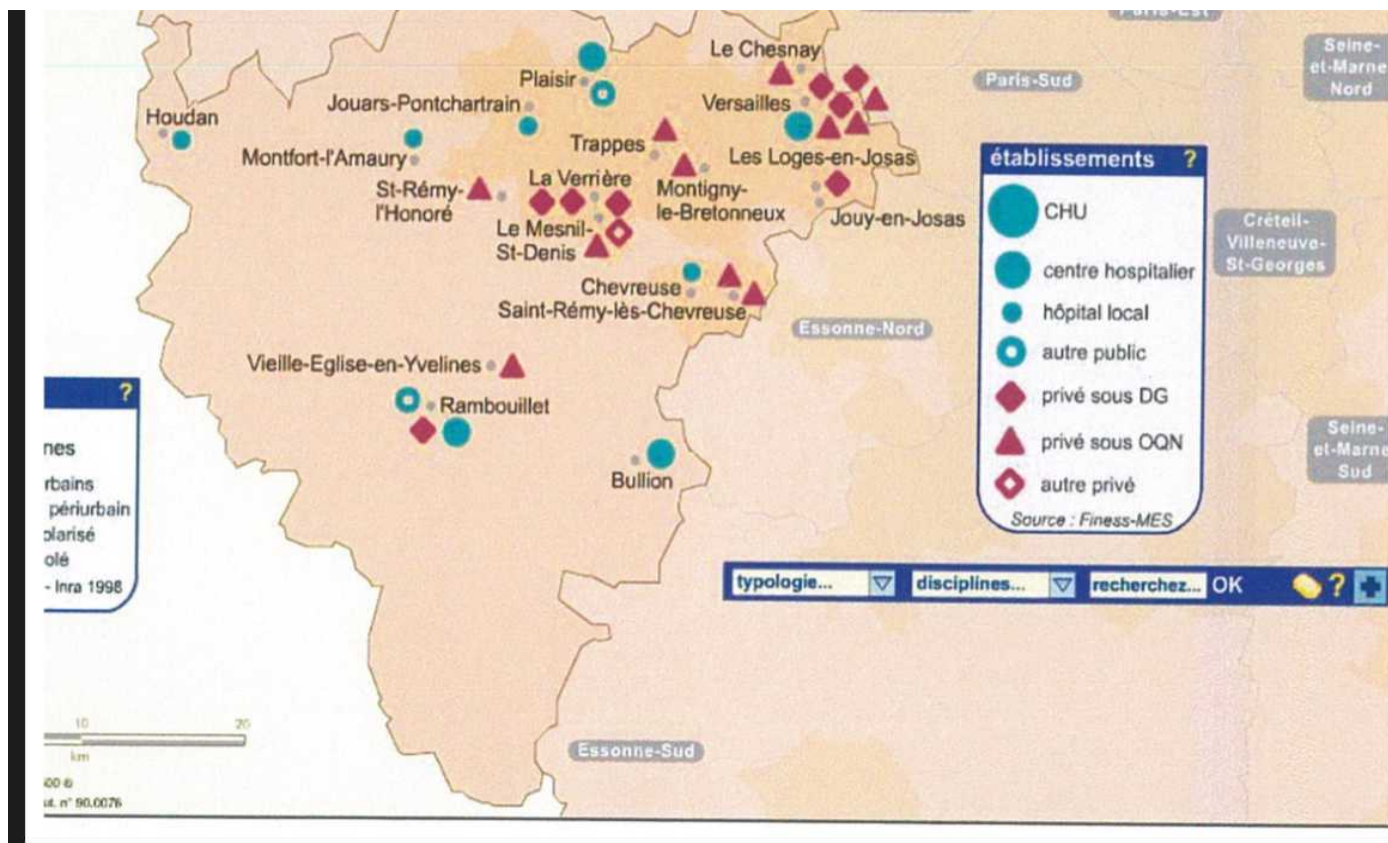 Paris-Est
Seine-
et-Marne
Nord
Le Chesnay
Plaisir
Paris-Sud
Jouars-Pontchartrain
Versailles
Houdan
Trappes
Montfort-l'Amaury
Les Loges-en-Josas
établissements ?
La Verrière
St-Rémy-
l'Honoré
Montigny-
le-Bretonneux
Jouy-en-Josas
CHU
Créteil-
Villeneuve-
St-Georges
Le Mesnil-
St-Denis
centre hospitalier
Chevreuse
Saint-Rémy-lès-Chevreuse
hôpital local
Essonne-Nord
autre public
Vieille-Eglise-en-Yvelines
Rambouillet
privé sous DG
privé sous OQN
Seine-
et-Marne
Sud
autre privé
Source : Finess-MES
Bullion
?
nes
rbains
périurbain
olarisé
olé
- Inra 1998
typologie... disciplines... recherchez... OK ?
10 20
km
Essonne-Sud
ut. n° 90.0076